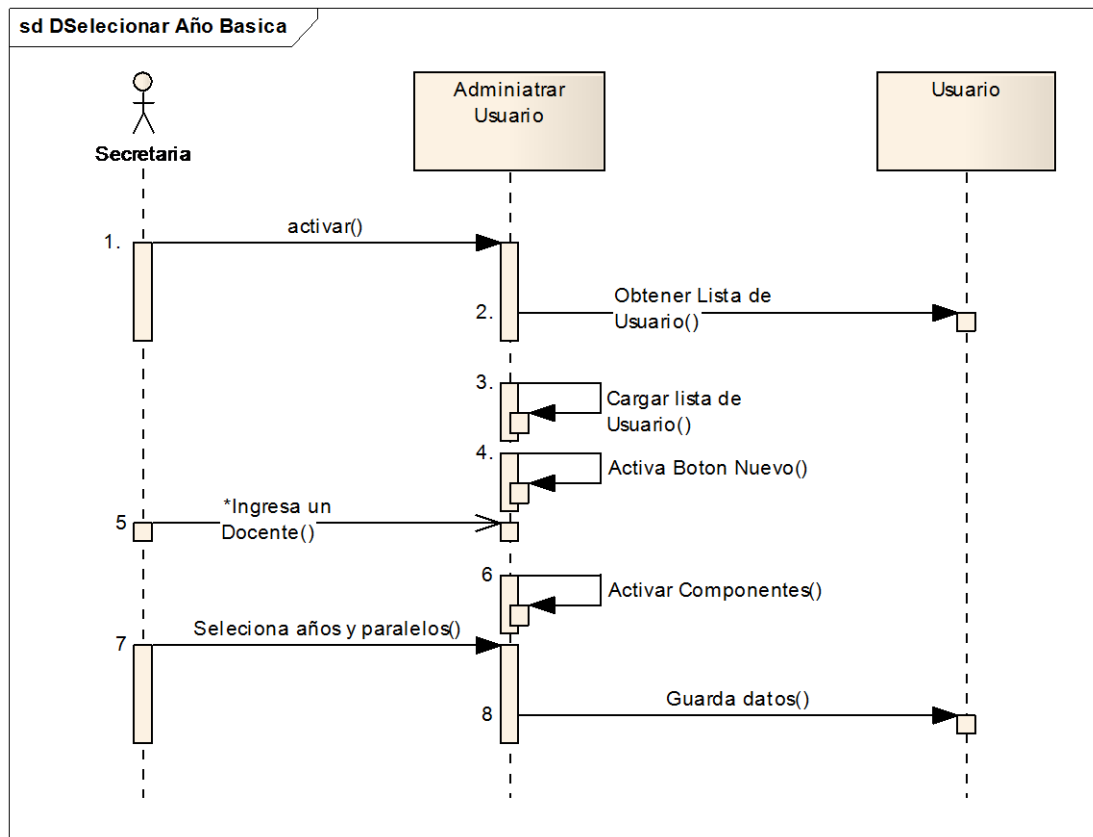 sd DSelecionar Año Basica
Adminiatrar
Usuario
Usuario
Secretaria
activar()
1.
Obtener Lista de
Usuario()
2.
3.
Cargar lista de
Usuario()
4.
Activa Boton Nuevo()
*Ingresa un
Docente()
5
6
Activar Componentes()
Seleciona años y paralelos()
7
Guarda datos()
8